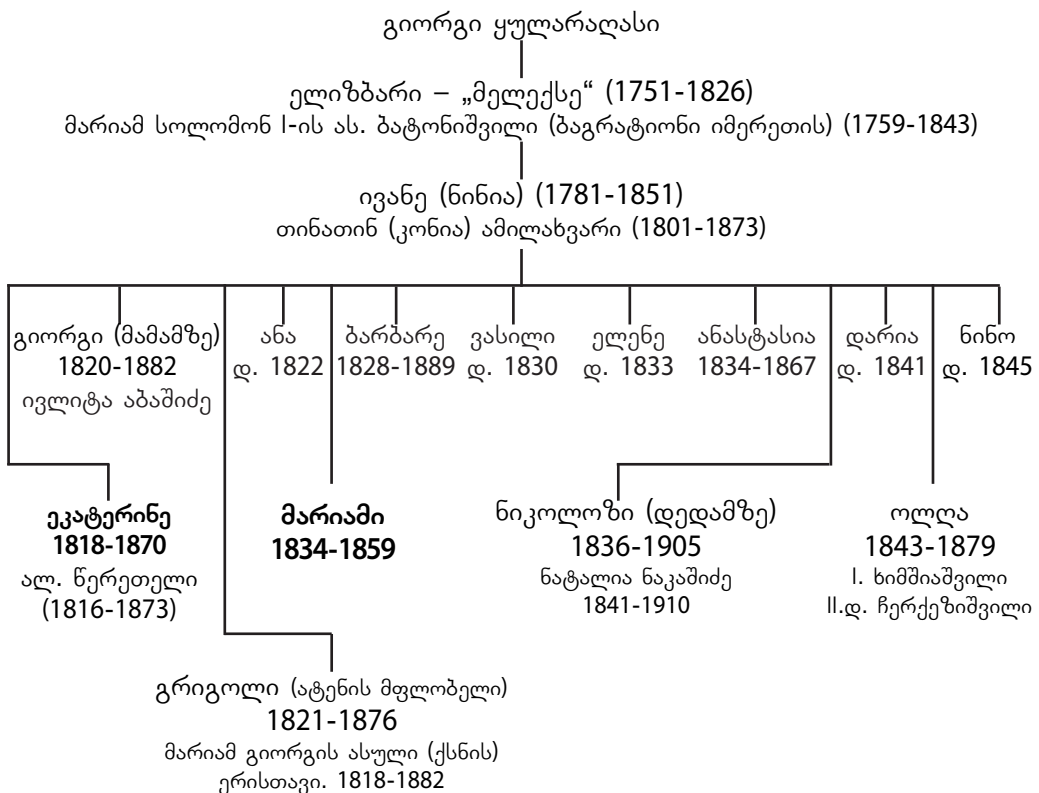 გიორგი ყულარაღასი
ელიზბარი – „მელექსე“ (1751-1826)
მარიამ სოლომონ I-ის ას. ბატონიშვილი (ბაგრატიონი იმერეთის) (1759-1843)
ივანე (ნინია) (1781-1851)
თინათინ (კონია) ამილახვარი (1801-1873)
გიორგი (მამამზე)
1820-1882
ივლიტა აბაშიძე
ანა
დ. 1822
ბარბარე
1828-1889
ვასილი
დ. 1830
ელენე
დ. 1833
ანასტასია
1834-1867
დარია
დ. 1841
ნინო
დ. 1845
ეკატერინე
1818-1870
ალ. წერეთელი
(1816-1873)
მარიამი
1834-1859
ნიკოლოზი (დედამზე)
1836-1905
ნატალია ნაკაშიძე
1841-1910
ოლღა
1843-1879
I. ხიმშიაშვილი
II.დ. ჩერქეზიშვილი
გრიგოლი (ატენის მფლობელი)
1821-1876
მარიამ გიორგის ასული (ქსნის)
ერისთავი. 1818-1882